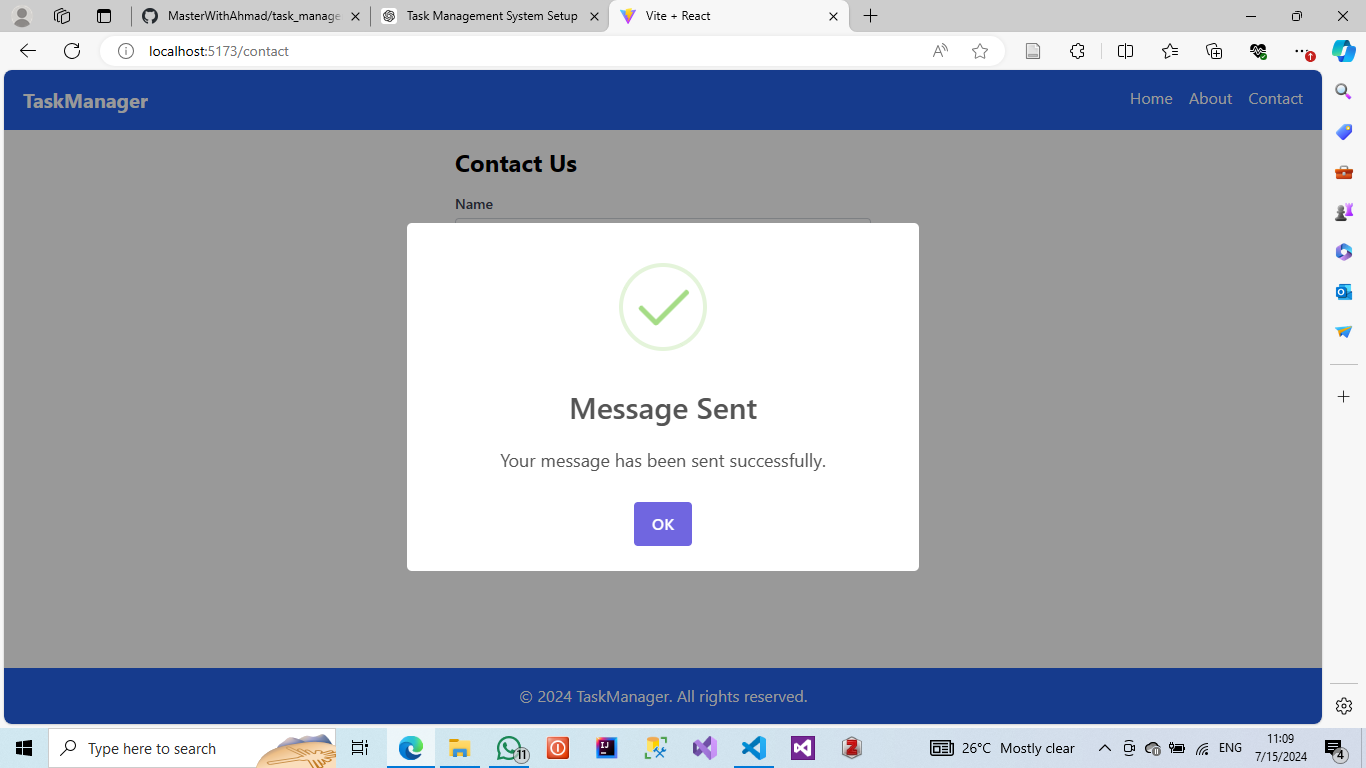 MasterWithAhmad/task_manage
Task Management System Setup
Vite + React
localhost:5173/contact
TaskManager
Home
About
Contact
Contact Us
Name
Message Sent
Your message has been sent successfully.
OK
© 2024 TaskManager. All rights reserved.
Type here to search
11
26°C Mostly clear
ENG
11:09
7/15/2024
4